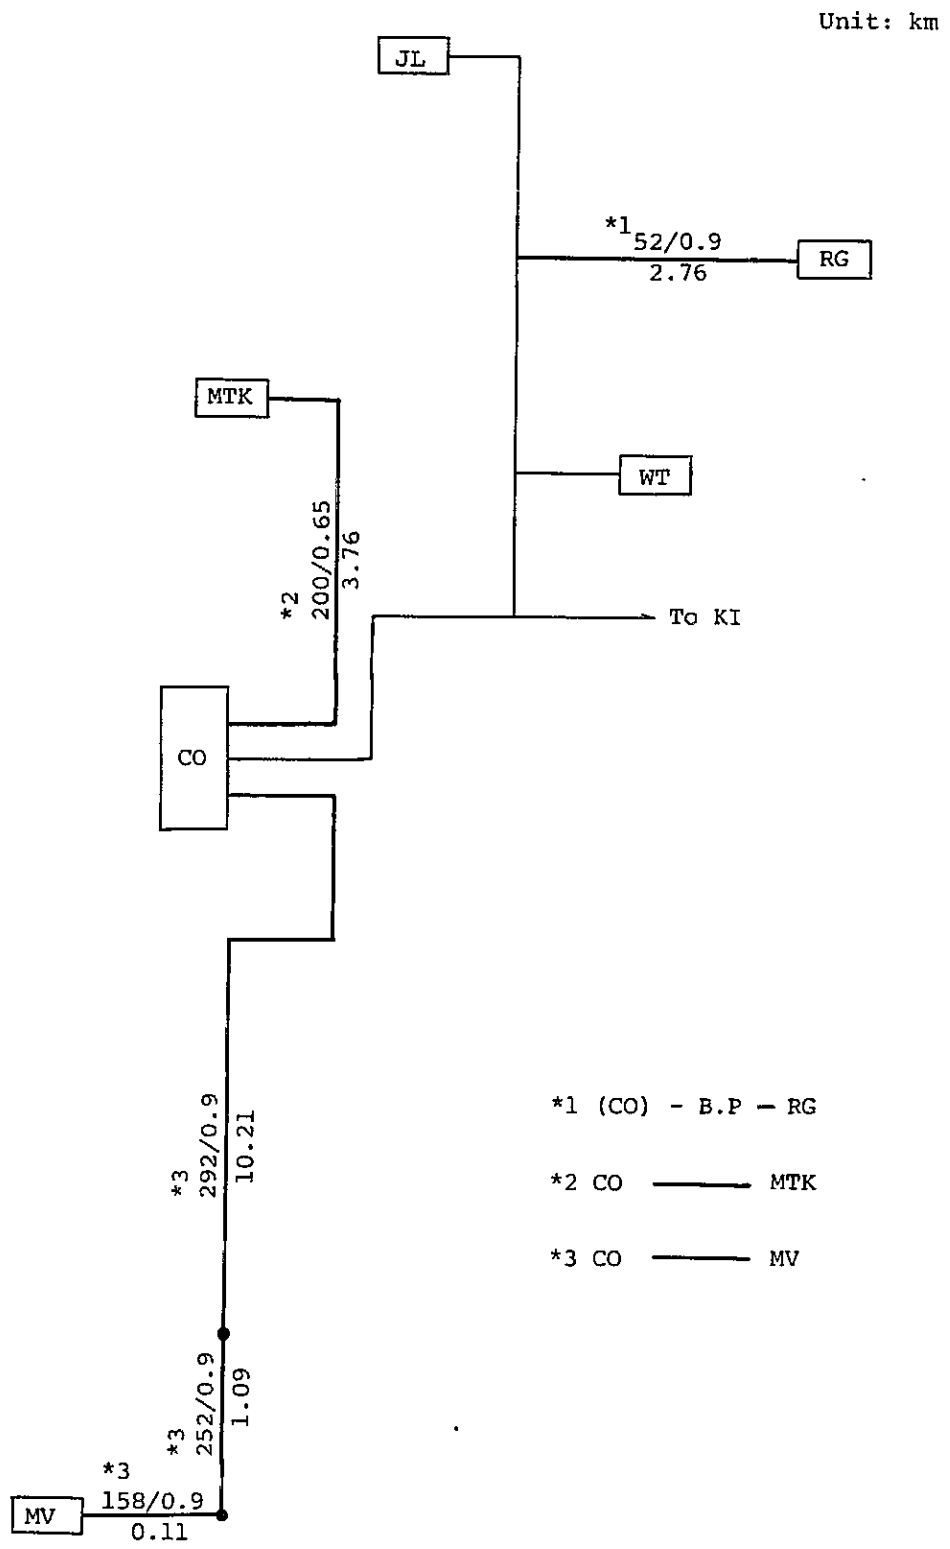 Unit: km
JL
*1
52/0.9
2.76
RG
MTK
WT
*2
200/0.65
3.76
To KI
CO
*3
292/0.9
10.21
*1 (CO) - B.P - RG
*2 CO MTK
*3 CO MV
*3
252/0.9
1.09
*3
158/0.9
0.11
MV